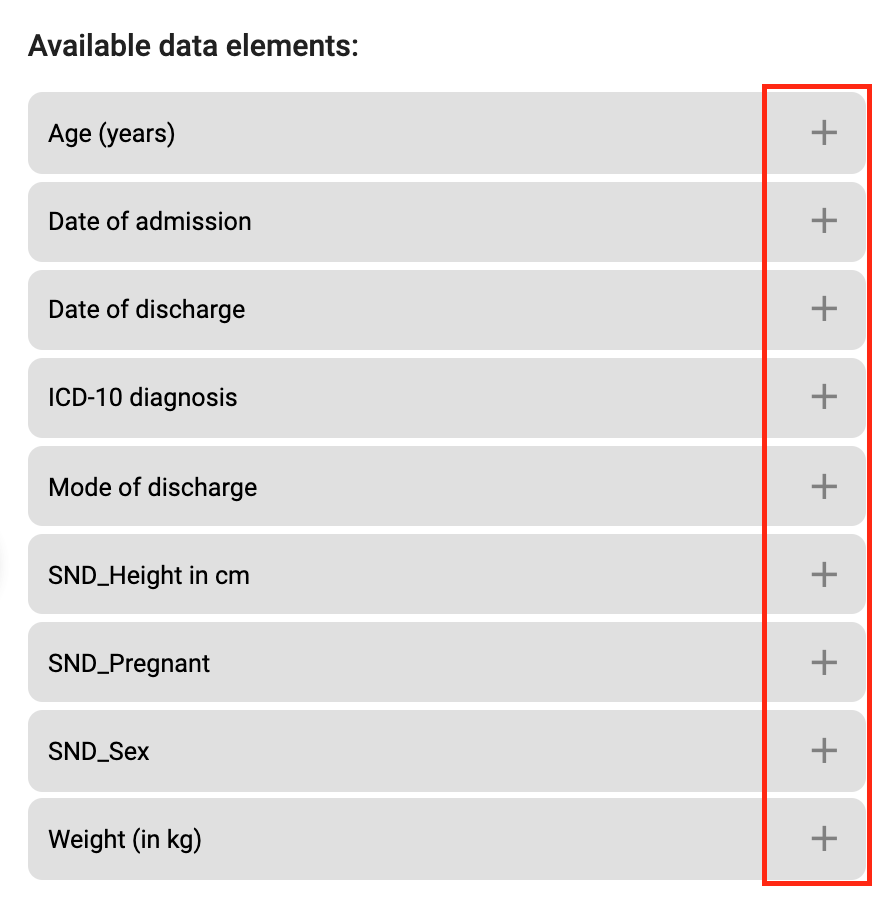 Available data elements:
Age (years)
Date of admission
Date of discharge
ICD-10 diagnosis
Mode of discharge
SND_Height in cm
SND_Pregnant
SND_Sex
Weight (in kg)